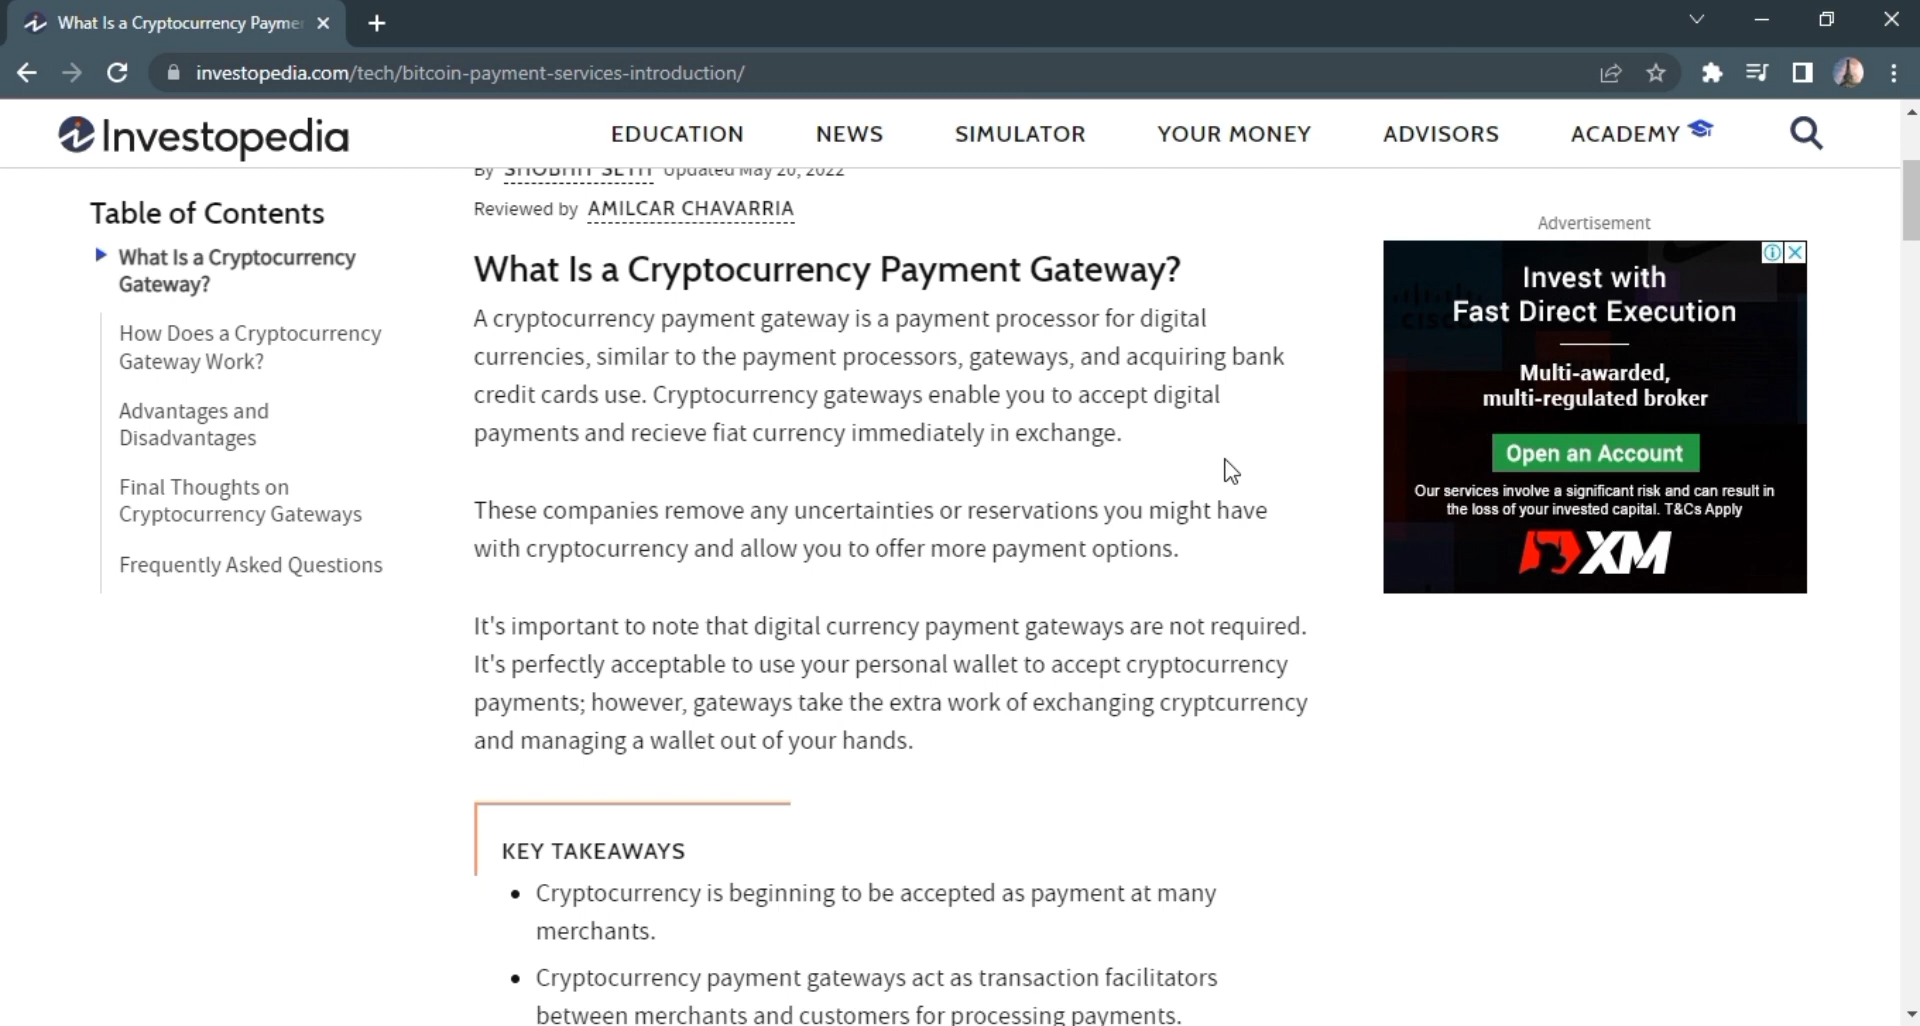 What Is a Cryptocurrency Payme
investopedia.com/tech/bitcoin-payment-services-introduction/
Investopedia
EDUCATION
NEWS
SIMULATOR
YOUR MONEY
ADVISORS
ACADEMY
By SHOBHIT SETH Updated May 20, 2022
Reviewed by AMILCAR CHAVARRIA
Table of Contents
What Is a Cryptocurrency
Gateway?
How Does a Cryptocurrency
Gateway Work?
Advantages and
Disadvantages
Final Thoughts on
Cryptocurrency Gateways
Frequently Asked Questions
What Is a Cryptocurrency Payment Gateway?
A cryptocurrency payment gateway is a payment processor for digital
currencies, similar to the payment processors, gateways, and acquiring bank
credit cards use. Cryptocurrency gateways enable you to accept digital
payments and recieve fiat currency immediately in exchange.
These companies remove any uncertainties or reservations you might have
with cryptocurrency and allow you to offer more payment options.
It's important to note that digital currency payment gateways are not required.
It's perfectly acceptable to use your personal wallet to accept cryptocurrency
payments; however, gateways take the extra work of exchanging cryptcurrency
and managing a wallet out of your hands.
KEY TAKEAWAYS
• Cryptocurrency is beginning to be accepted as payment at many
merchants.
• Cryptocurrency payment gateways act as transaction facilitators
between merchants and customers for processing payments.
Advertisement
Invest with
Fast Direct Execution
Multi-awarded,
multi-regulated broker
Open an Account
Our services involve a significant risk and can result in
the loss of your invested capital. T&Cs Apply
XM